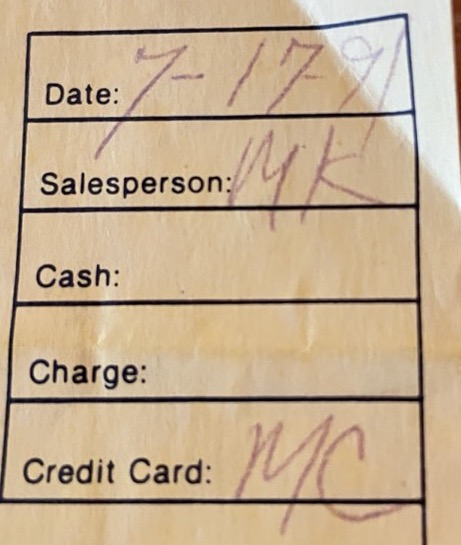 Date: 7-17-91
Salesperson: MK
Cash:
Charge:
Credit Card: MC